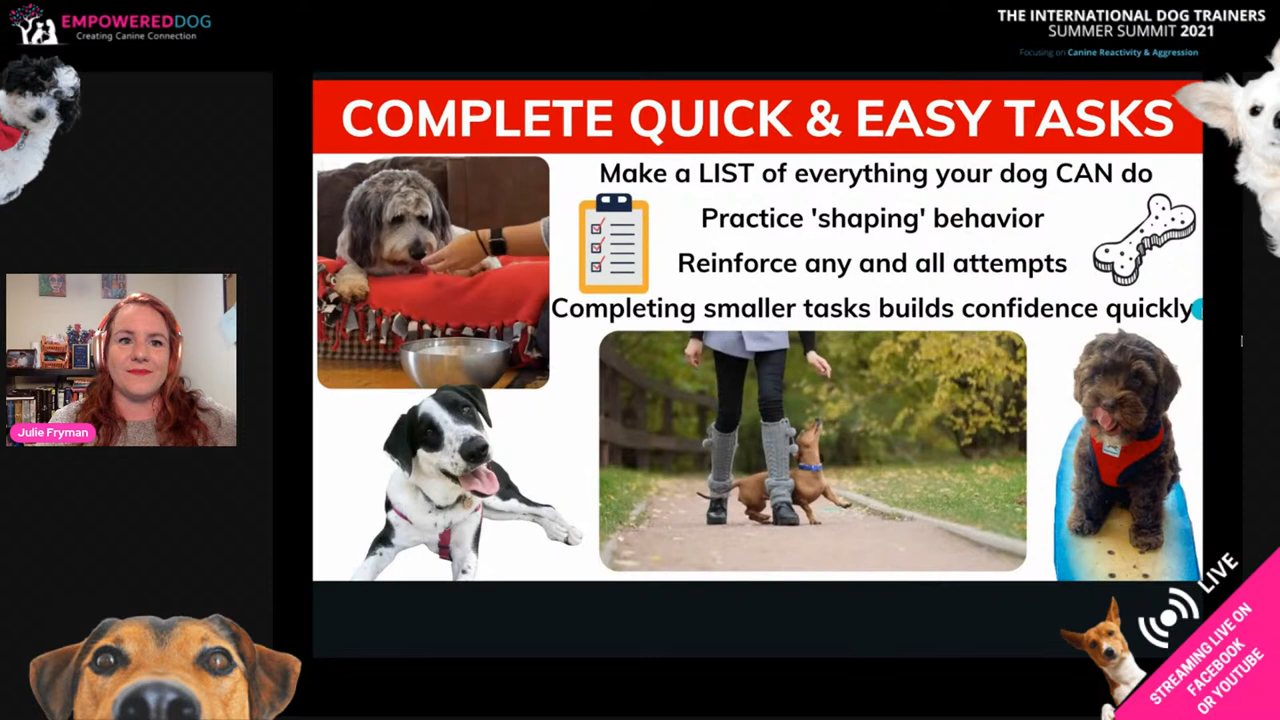 EMPOWEREDDOG
Creating Canine Connection
THE INTERNATIONAL DOG TRAINERS
SUMMER SUMMIT 2021
Focusing on Canine Reactivity & Aggression
COMPLETE QUICK & EASY TASKS
Make a LIST of everything your dog CAN do
Practice 'shaping' behavior
Reinforce any and all attempts
Completing smaller tasks builds confidence quickly
Julie Fryman
LIVE
STREAMING LIVE ON
FACEBOOK
OR YOUTUBE